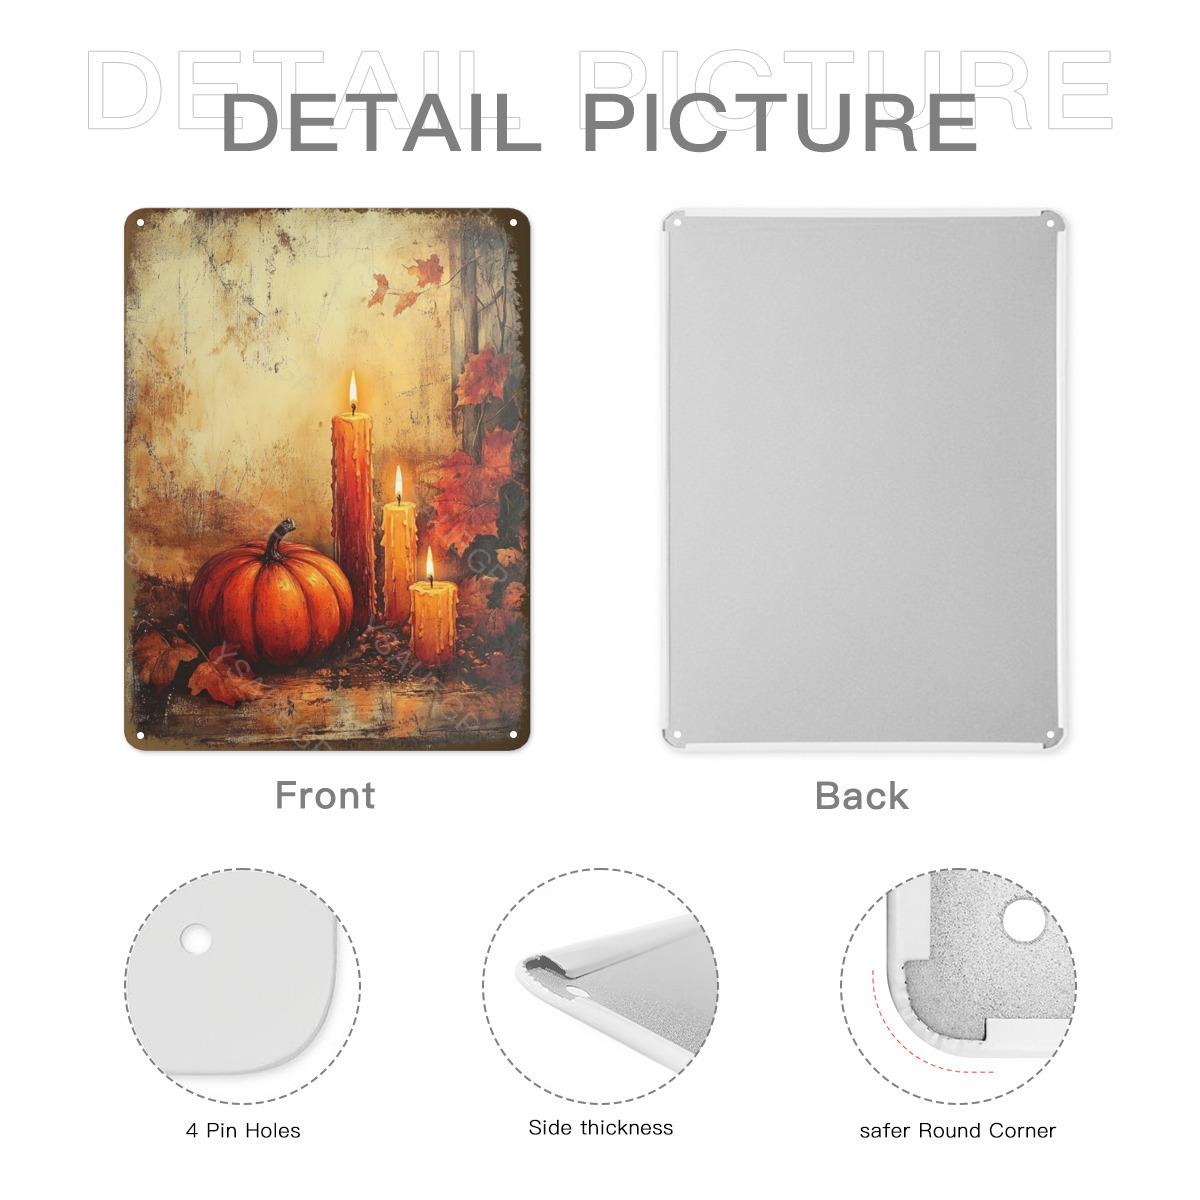 DETAIL PICTURE
DETAIL PICTURE
Front
Back
4 Pin Holes
Side thickness
safer Round Corner